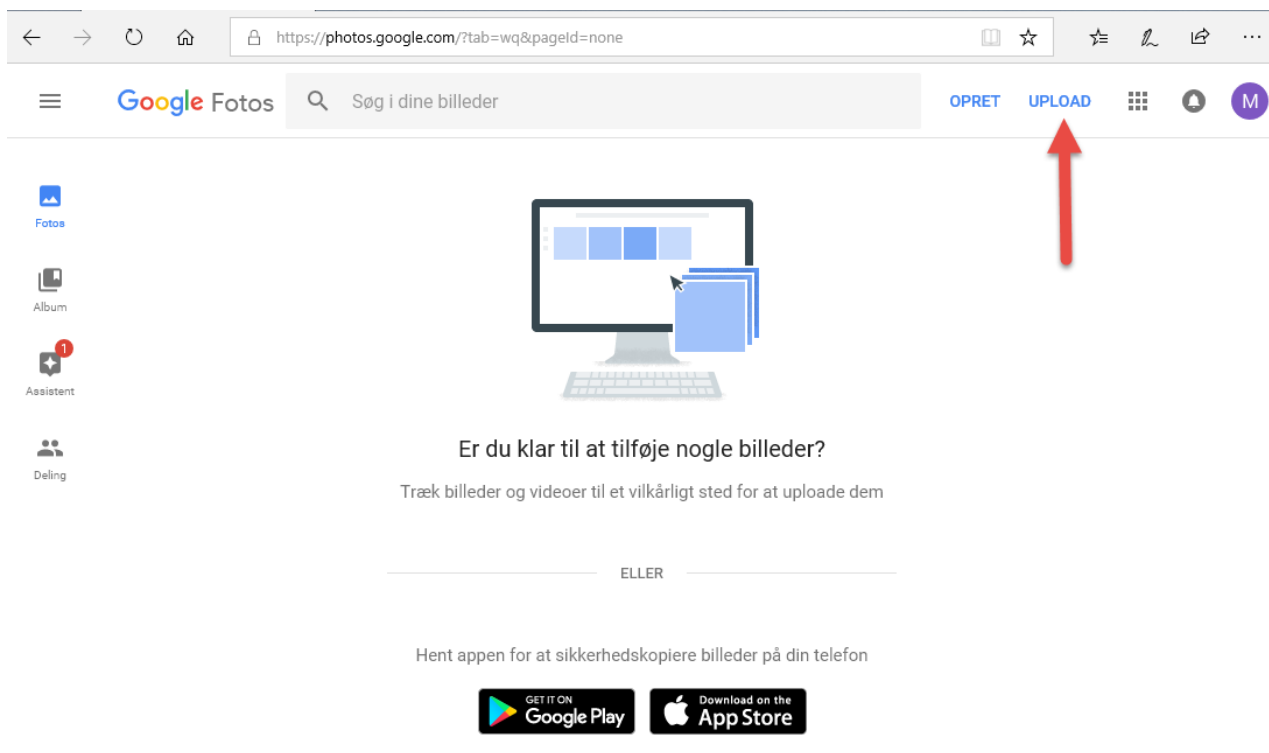 https://photos.google.com/?tab=wq&pageId=none
Google Fotos
Søg i dine billeder
OPRET
UPLOAD
M
Fotos
Album
1
Assistent
Deling
Er du klar til at tilføje nogle billeder?
Træk billeder og videoer til et vilkårligt sted for at uploade dem
ELLER
Hent appen for at sikkerhedskopiere billeder på din telefon
GET IT ON
Google Play
Download on the
App Store